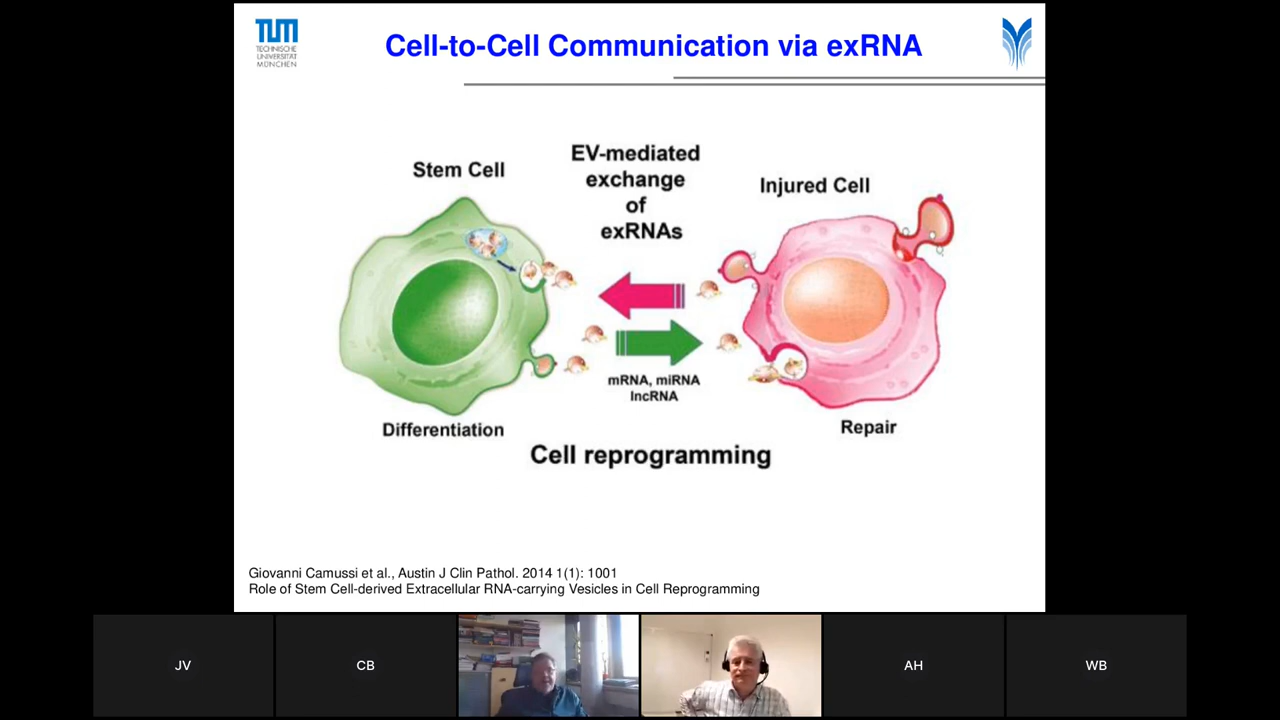 TUM
TECHNISCHE
UNIVERSITÄT
MÜNCHEN
Cell-to-Cell Communication via exRNA
Stem Cell
EV-mediated
exchange
of
exRNAs
Injured Cell
mRNA, miRNA
lncRNA
Differentiation
Repair
Cell reprogramming
Giovanni Camussi et al., Austin J Clin Pathol. 2014 1(1): 1001
Role of Stem Cell-derived Extracellular RNA-carrying Vesicles in Cell Reprogramming
JV
CB
AH
WB